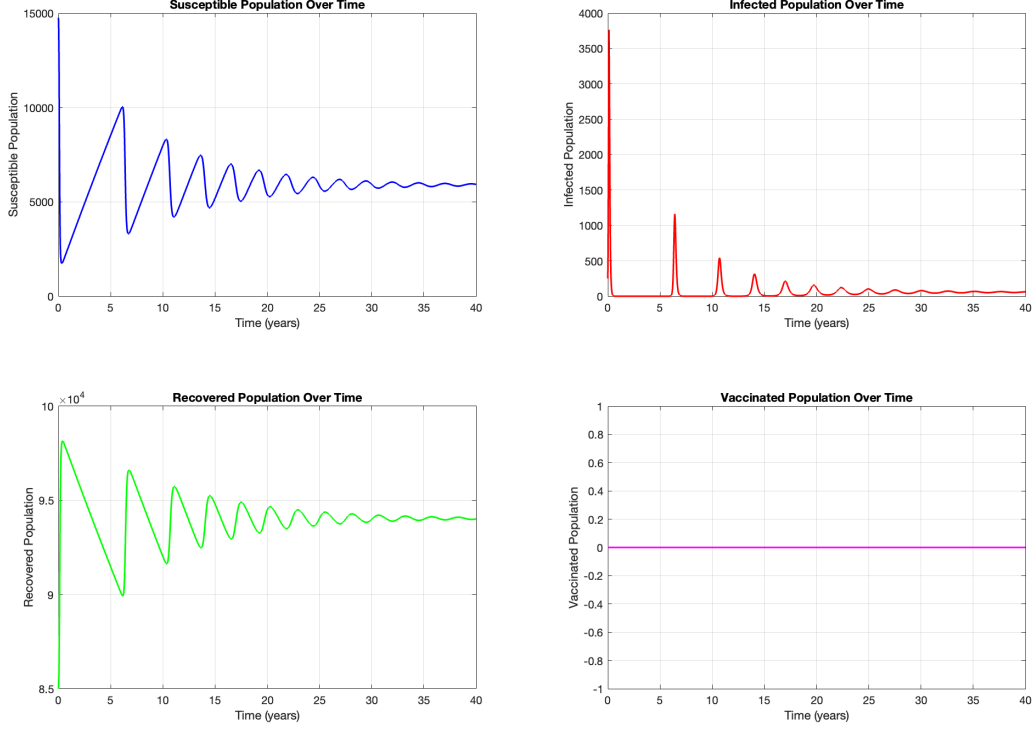 Susceptible Population Over Time
15000
10000
5000
0
Susceptible Population
0 5 10 15 20 25 30 35 40
Time (years)
Infected Population Over Time
4000
3500
3000
2500
2000
1500
1000
500
0
Infected Population
0 5 10 15 20 25 30 35 40
Time (years)
Recovered Population Over Time
×10⁴
10
9.5
9
8.5
Recovered Population
0 5 10 15 20 25 30 35 40
Time (years)
Vaccinated Population Over Time
1
0.8
0.6
0.4
0.2
0
-0.2
-0.4
-0.6
-0.8
-1
Vaccinated Population
0 5 10 15 20 25 30 35 40
Time (years)